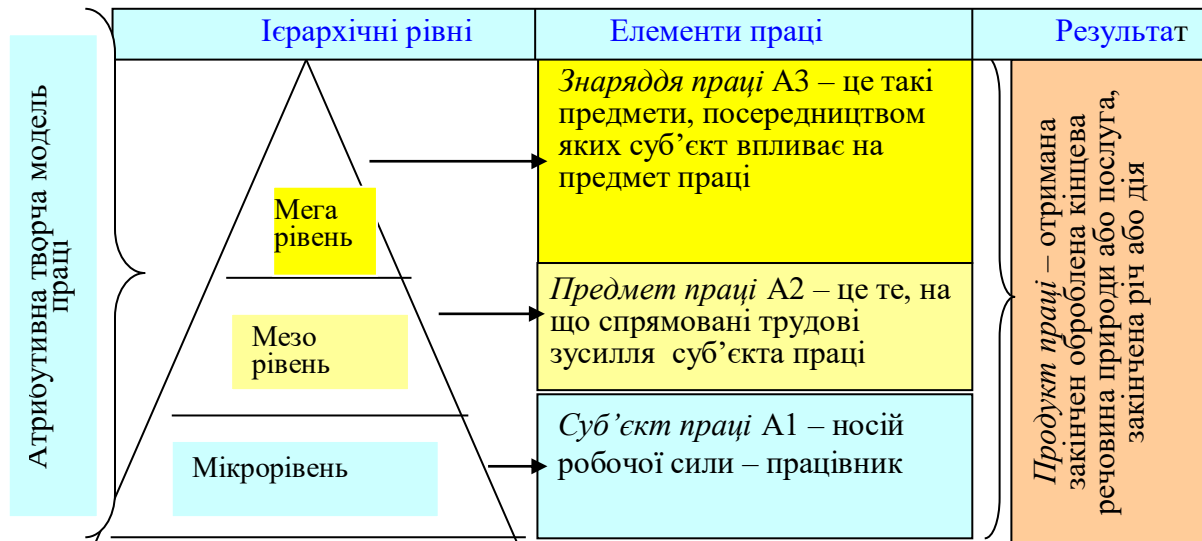 Атрибутивна творча модель
праці
Ієрархічні рівні
Елементи праці
Результат
Мега
рівень
Знаряддя праці А3 – це такі
предмети, посередництвом
яких суб’єкт впливає на
предмет праці
Мезо
рівень
Предмет праці А2 – це те, на
що спрямовані трудові
зусилля суб’єкта праці
Мікрорівень
Суб’єкт праці А1 – носій
робочої сили – працівник
Продукт праці – отримана
закінчен оброблена кінцева
речовина природи або послуга,
закінчена річ або дія